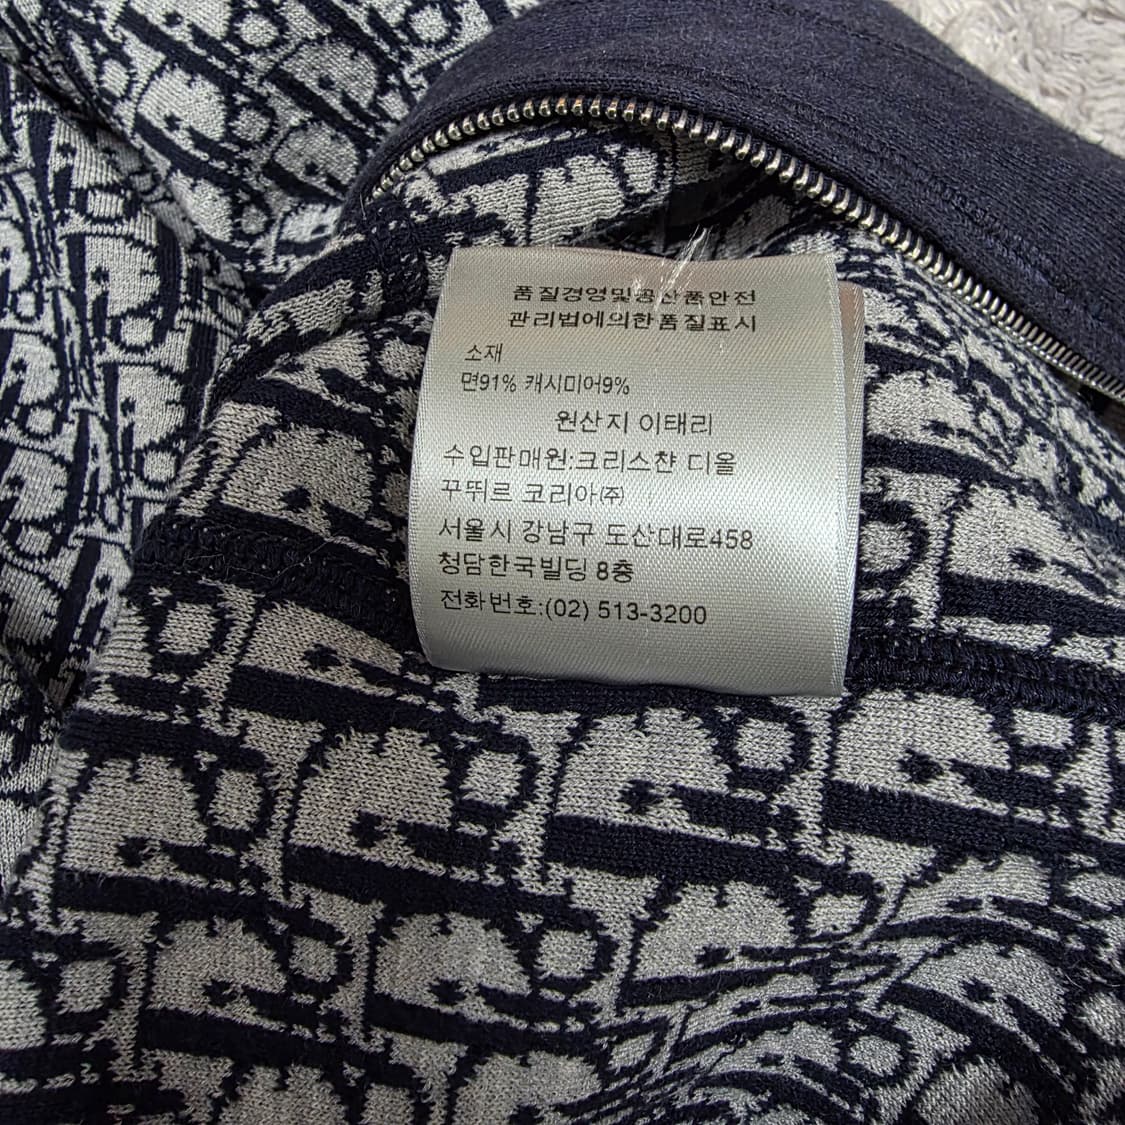 품질경영및공산품안전
관리법에의한품질표시
소재
면91% 캐시미어9%
원산지 이태리
수입판매원:크리스챤 디올
꾸뛰르 코리아㈜
서울시 강남구 도산대로458
청담한국빌딩 8층
전화번호:(02) 513-3200